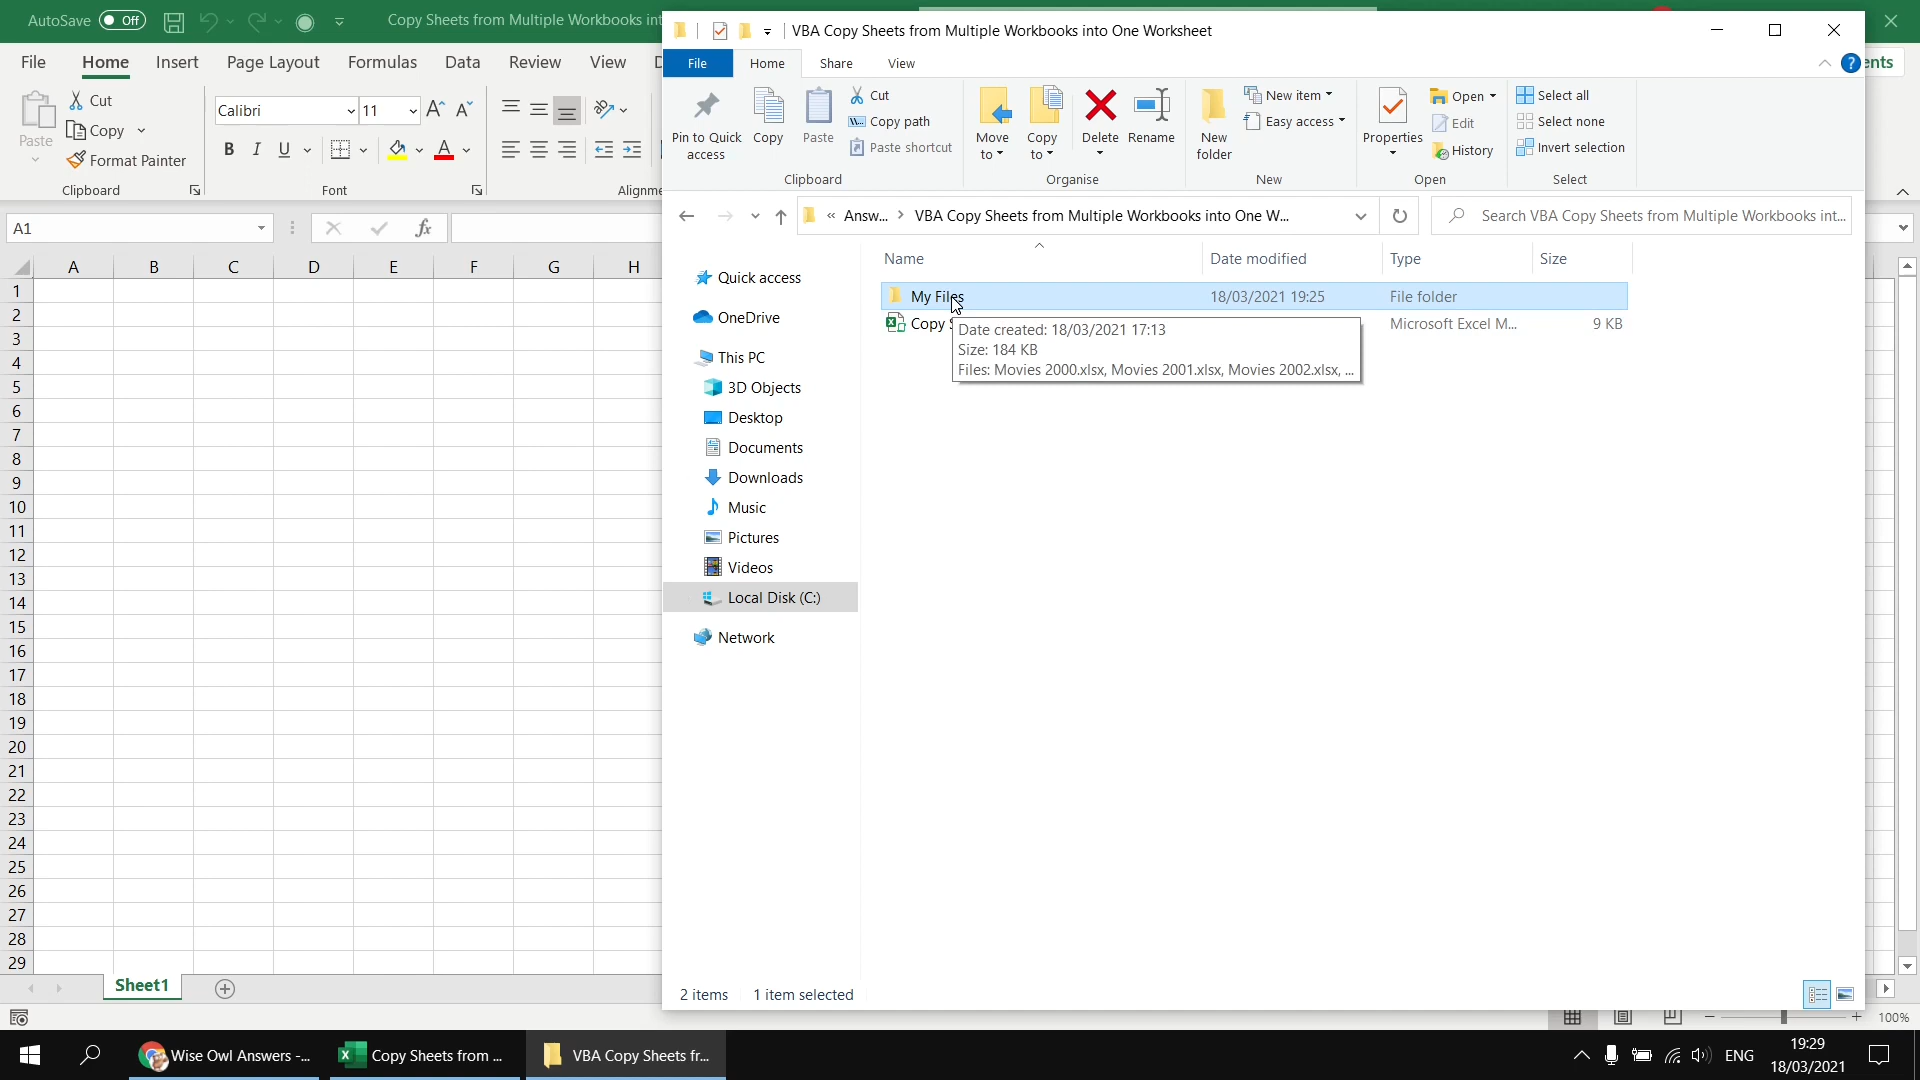 AutoSave Off
Copy Sheets from Multiple Workbooks int
File Home Insert Page Layout Formulas Data Review View
Paste
Cut
Copy
Format Painter
Clipboard
Calibri 11
B I U
Font
Alignme
A1
fx
A B C D E F G H
1
2
3
4
5
6
7
8
9
10
11
12
13
14
15
16
17
18
19
20
21
22
23
24
25
26
27
28
29
Sheet1
ents
100%
VBA Copy Sheets from Multiple Workbooks into One Worksheet
File Home Share View
Pin to Quick access
Copy
Paste
Cut
Copy path
Paste shortcut
Clipboard
Move to
Copy to
Delete
Rename
Organise
New folder
New item
Easy access
New
Properties
Open
Edit
History
Open
Select all
Select none
Invert selection
Select
« Answ... > VBA Copy Sheets from Multiple Workbooks into One W...
Search VBA Copy Sheets from Multiple Workbooks int...
Quick access
OneDrive
This PC
3D Objects
Desktop
Documents
Downloads
Music
Pictures
Videos
Local Disk (C:)
Network
Name Date modified Type Size
My Files 18/03/2021 19:25 File folder
Copy Microsoft Excel M... 9 KB
Date created: 18/03/2021 17:13
Size: 184 KB
Files: Movies 2000.xlsx, Movies 2001.xlsx, Movies 2002.xlsx, ...
2 items 1 item selected
Wise Owl Answers -...
Copy Sheets from ...
VBA Copy Sheets fr...
ENG
19:29
18/03/2021